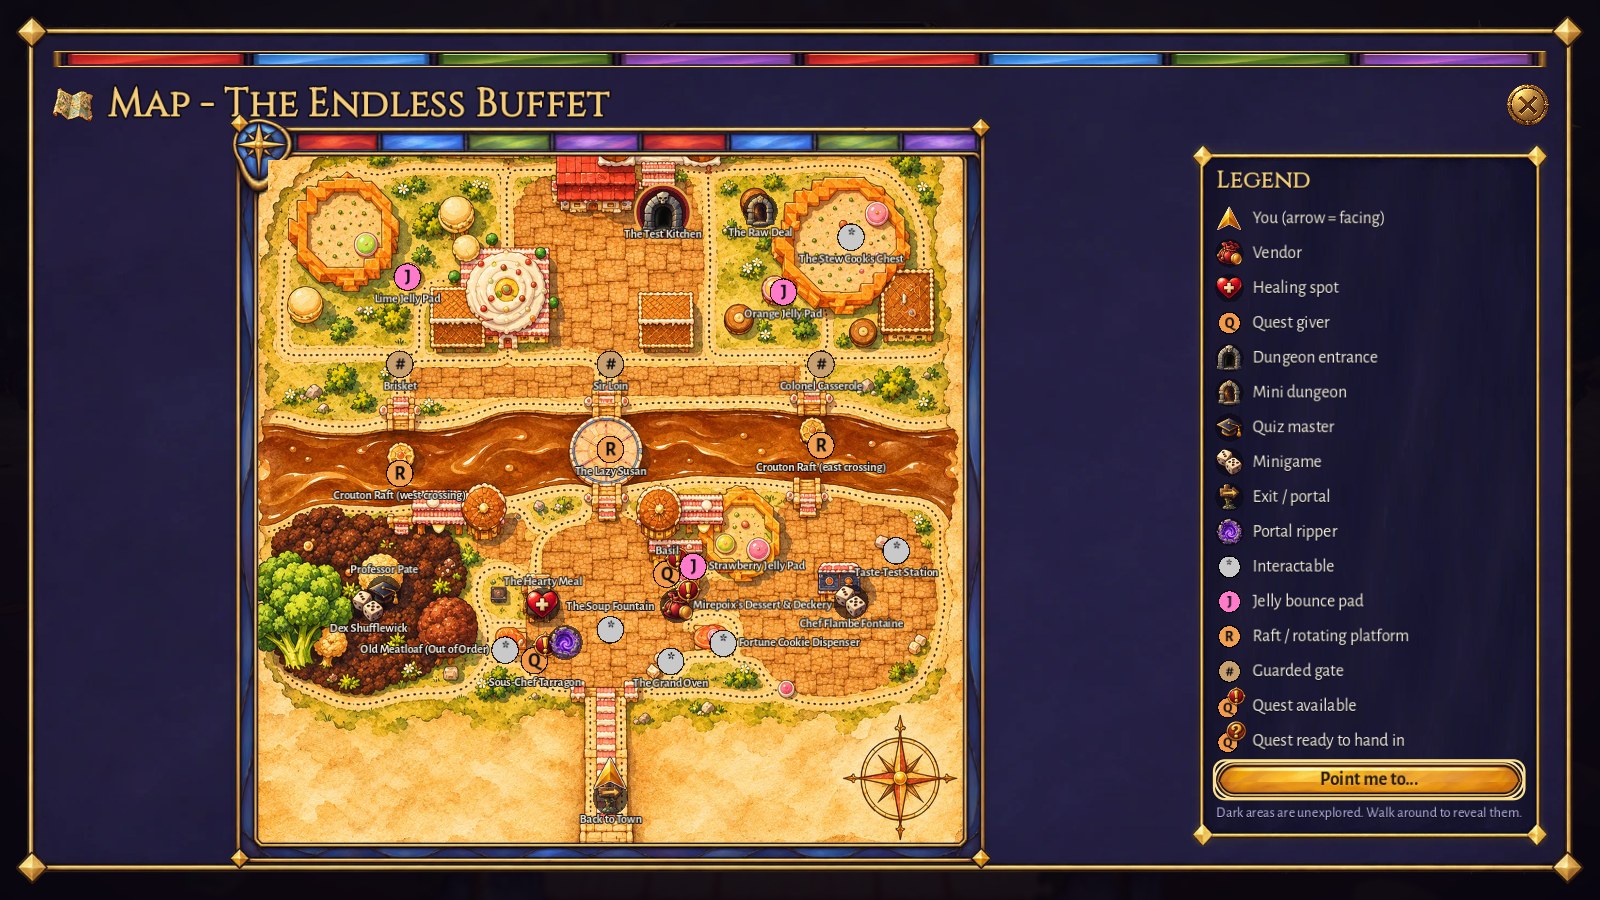 Map - The Endless Buffet
The Test Kitchen
The Raw Deal
The Stew Cook's Chest
J
Lime Jelly Pad
J
Orange Jelly Pad
#
Brisket
#
Sir Loin
#
Colonel Casserole
R
Crouton Raft (west crossing)
R
The Lazy Susan
R
Crouton Raft (east crossing)
Basil
Q
J
Strawberry Jelly Pad
Taste Test Station
Professor Pate
The Hearty Meal
The Soup Fountain
Mirepoix's Dessert & Deckery
Dex Shufflewick
Chef Flambe Fontaine
Old Meatloaf (Out of Order)
Fortune Cookie Dispenser
Q
Sous-Chef Tarragon
The Grand Oven
Back to Town
Legend
You (arrow = facing)
Vendor
Healing spot
Q Quest giver
Dungeon entrance
Mini dungeon
Quiz master
Minigame
Exit / portal
Portal ripper
* Interactable
J Jelly bounce pad
R Raft / rotating platform
# Guarded gate
Q ! Quest available
Q ? Quest ready to hand in
Point me to...
Dark areas are unexplored. Walk around to reveal them.